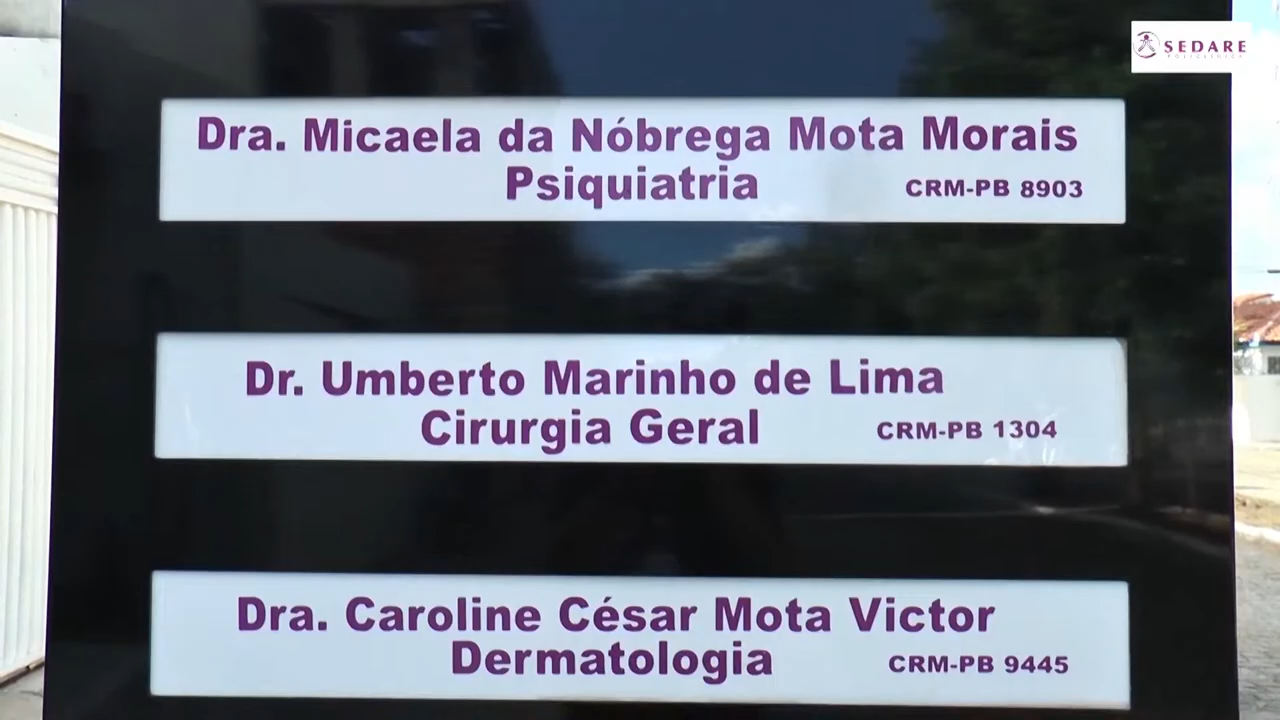 SEDARE
POLICLÍNICA
Dra. Micaela da Nóbrega Mota Morais
Psiquiatria CRM-PB 8903
Dr. Umberto Marinho de Lima
Cirurgia Geral CRM-PB 1304
Dra. Caroline César Mota Victor
Dermatologia CRM-PB 9445